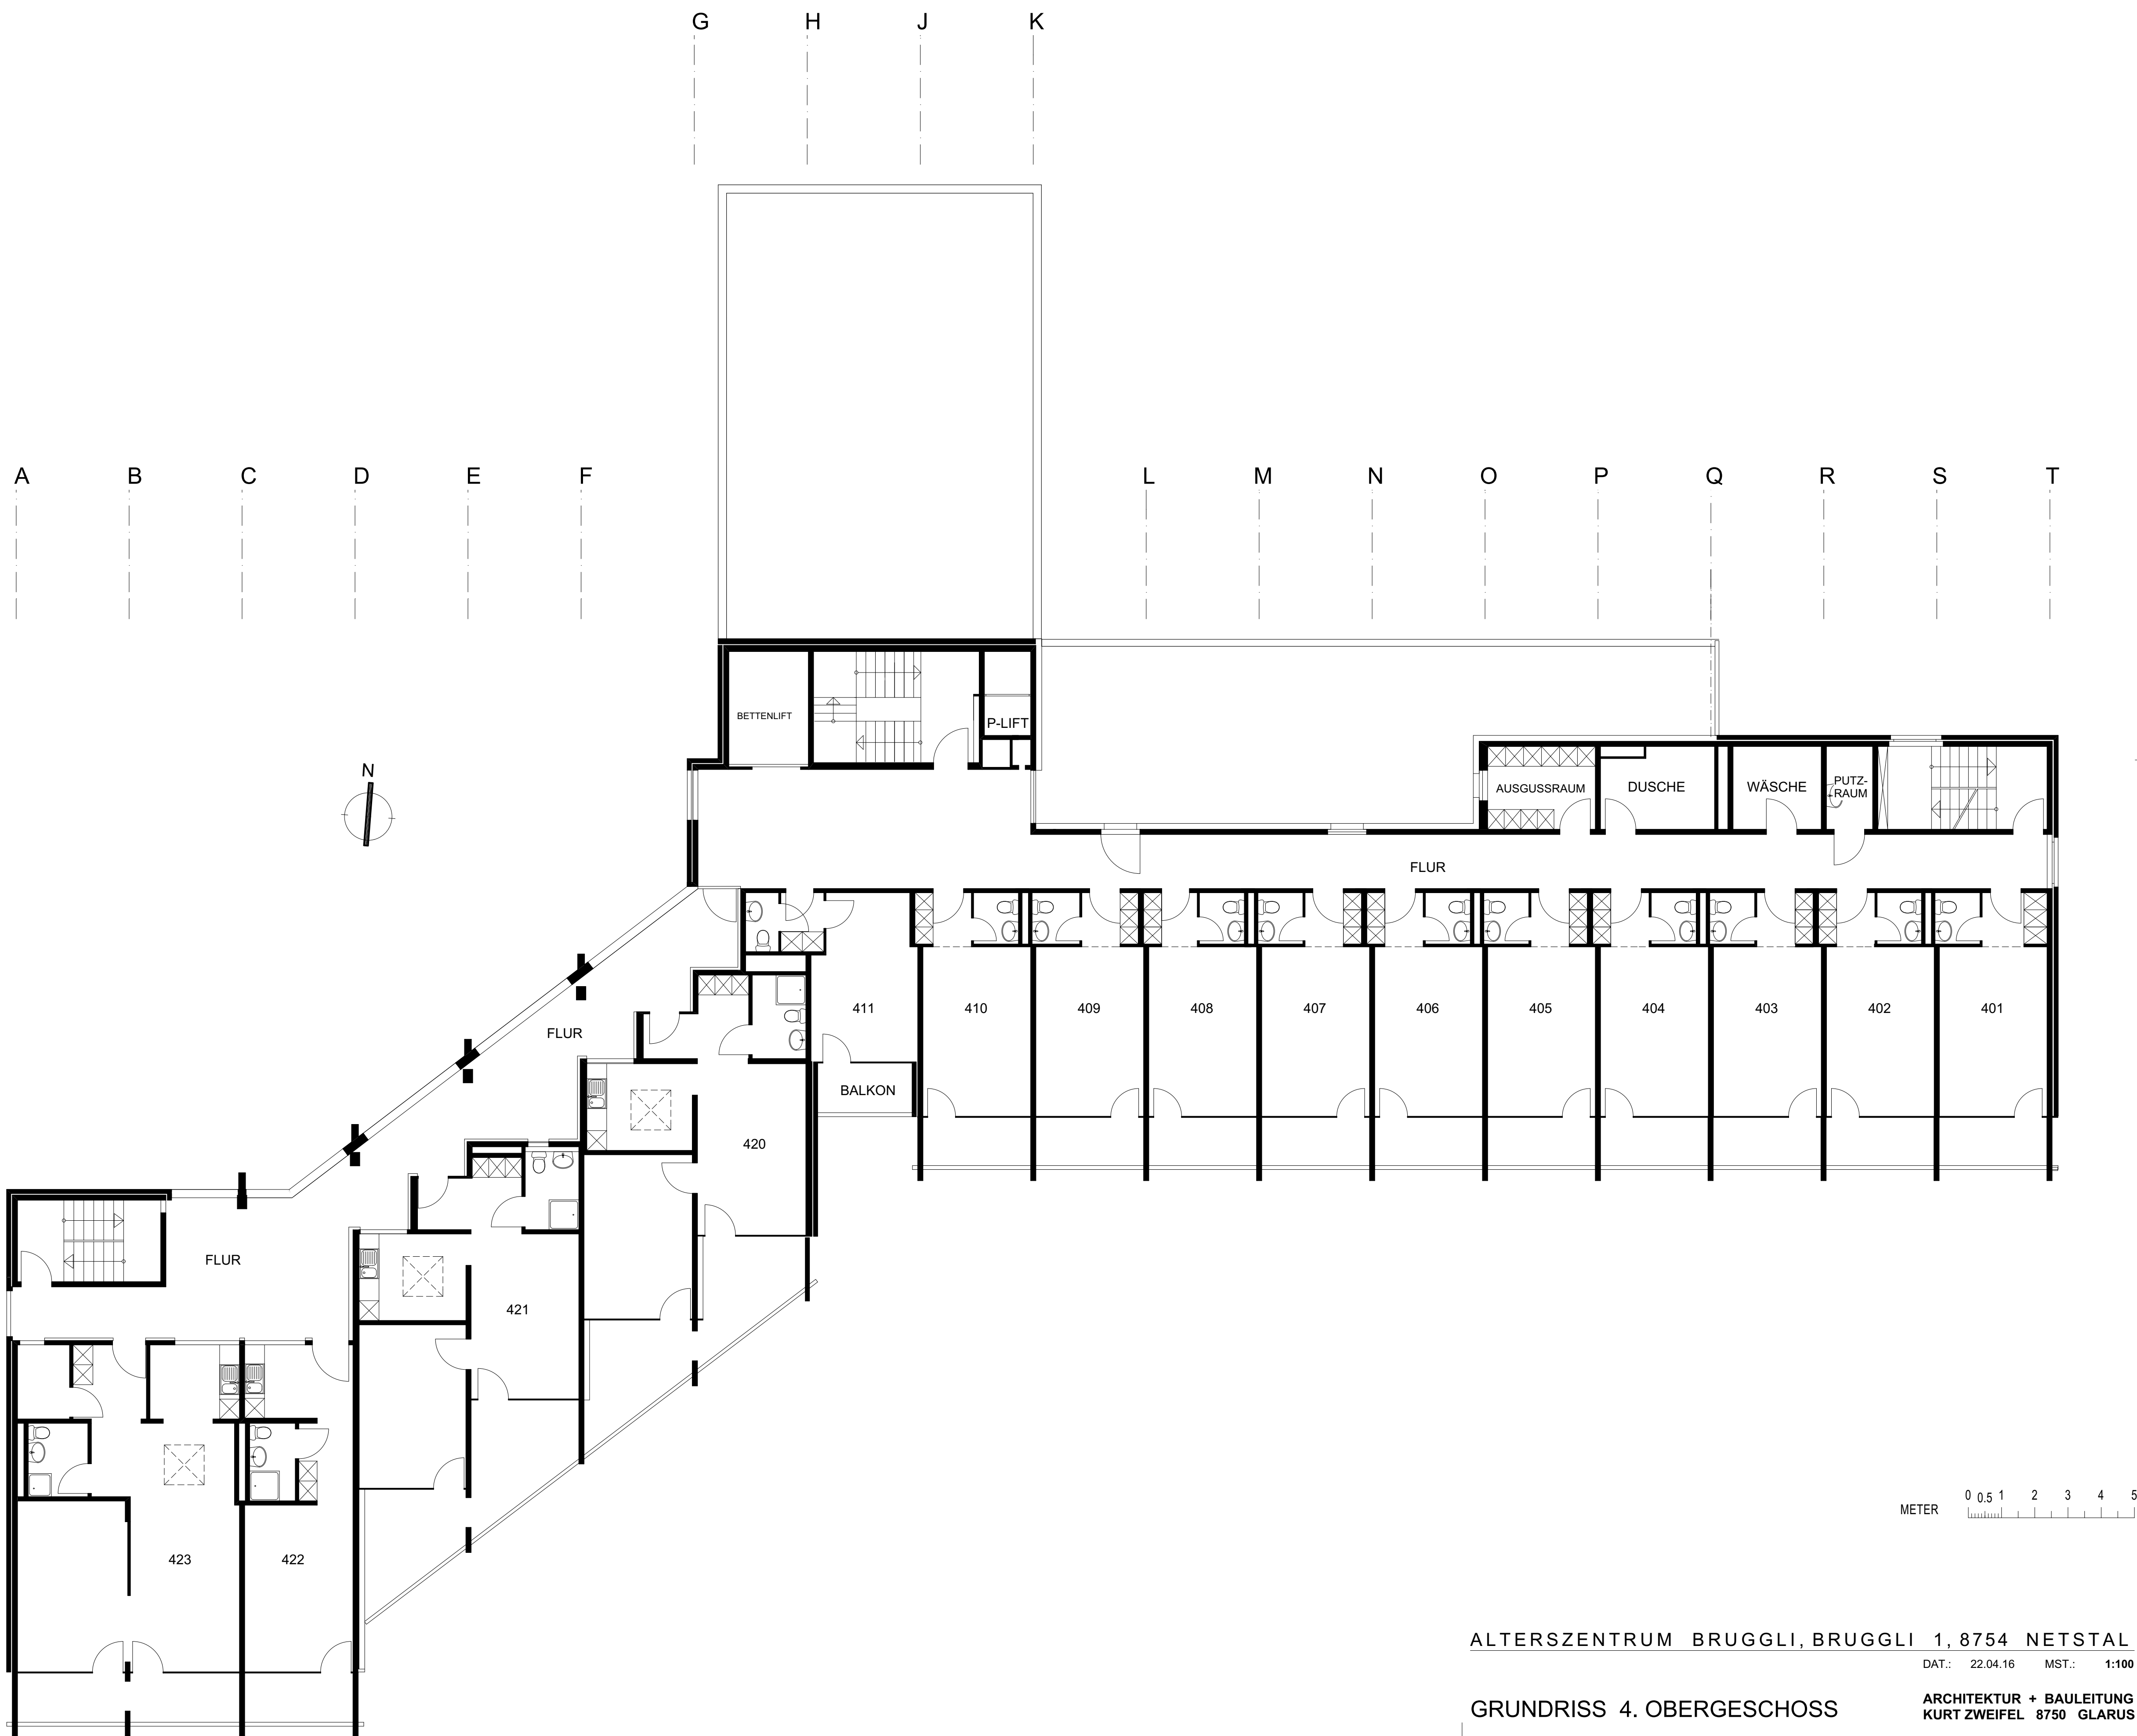 G H J K
A B C D E F L M N O P Q R S T
BETTENLIFT
P-LIFT
N
AUSGUSSRAUM
DUSCHE
WÄSCHE
PUTZ-
RAUM
FLUR
411 410 409 408 407 406 405 404 403 402 401
FLUR
BALKON
420
FLUR
421
423 422
METER 0 0.5 1 2 3 4 5
ALTERSZENTRUM BRUGGLI, BRUGGLI 1, 8754 NETSTAL
DAT.: 22.04.16 MST.: 1:100
GRUNDRISS 4. OBERGESCHOSS
ARCHITEKTUR + BAULEITUNG
KURT ZWEIFEL 8750 GLARUS